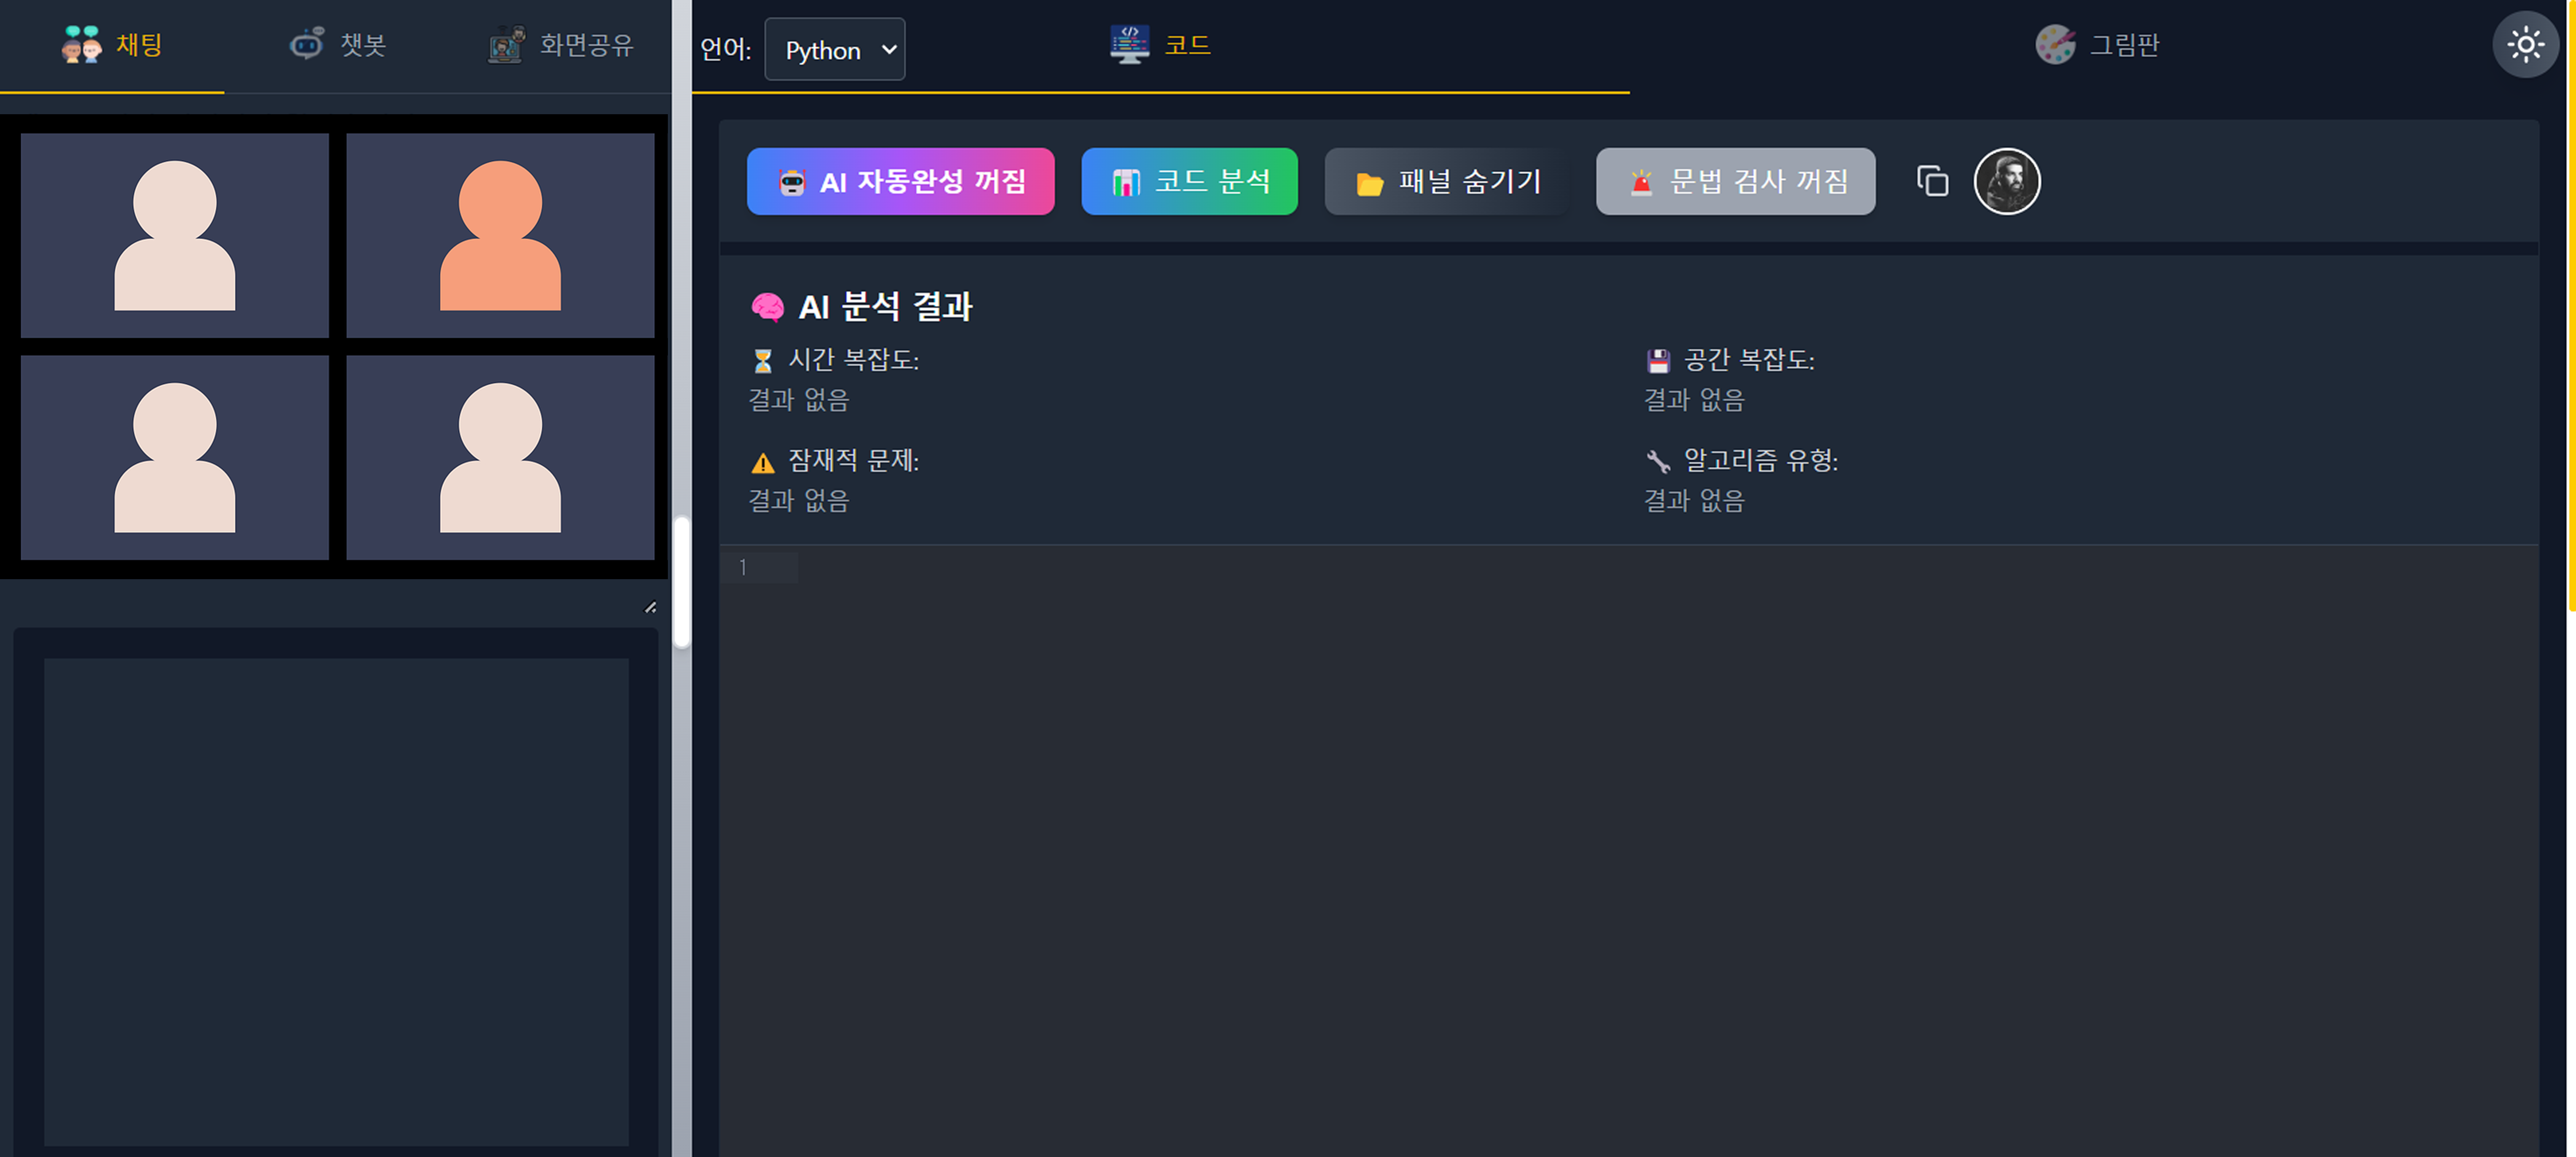 채팅
챗봇
화면공유
언어:
Python
코드
그림판
AI 자동완성 꺼짐
코드 분석
패널 숨기기
문법 검사 꺼짐
AI 분석 결과
시간 복잡도:
결과 없음
공간 복잡도:
결과 없음
잠재적 문제:
결과 없음
알고리즘 유형:
결과 없음
1